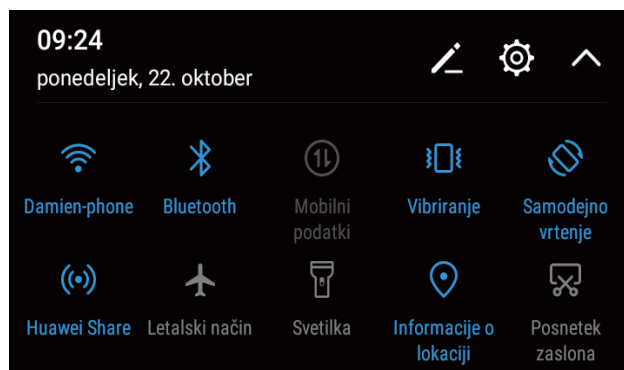 09:24
ponedeljek, 22. oktober
Damien-phone Bluetooth Mobilni podatki Vibriranje Samodejno vrtenje
Huawei Share Letalski način Svetilka Informacije o lokaciji Posnetek zaslona